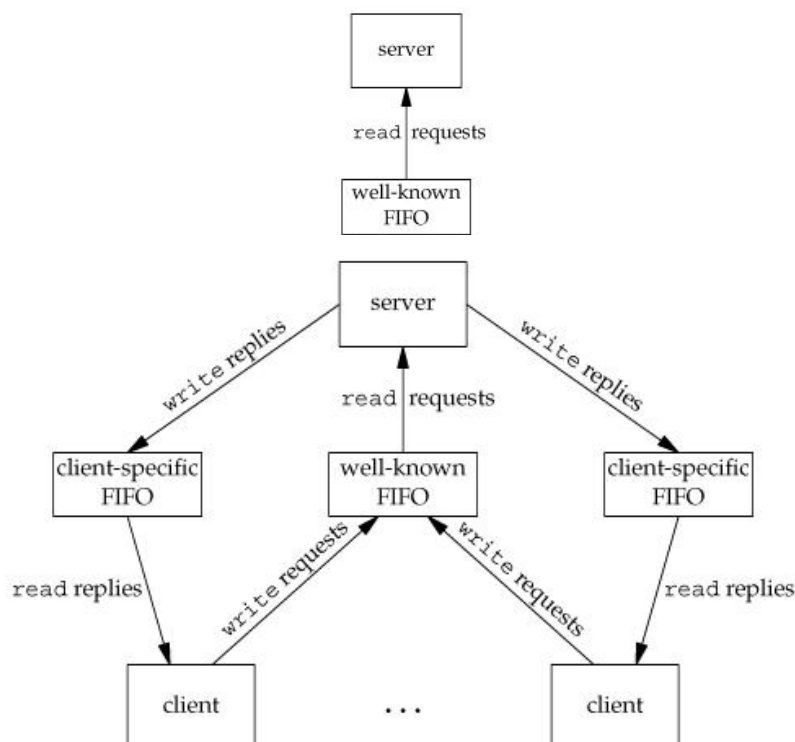 server
read requests
well-known
FIFO
server
write replies
write replies
read requests
client-specific
FIFO
well-known
FIFO
client-specific
FIFO
write requests
write requests
read replies
read replies
client
...
client